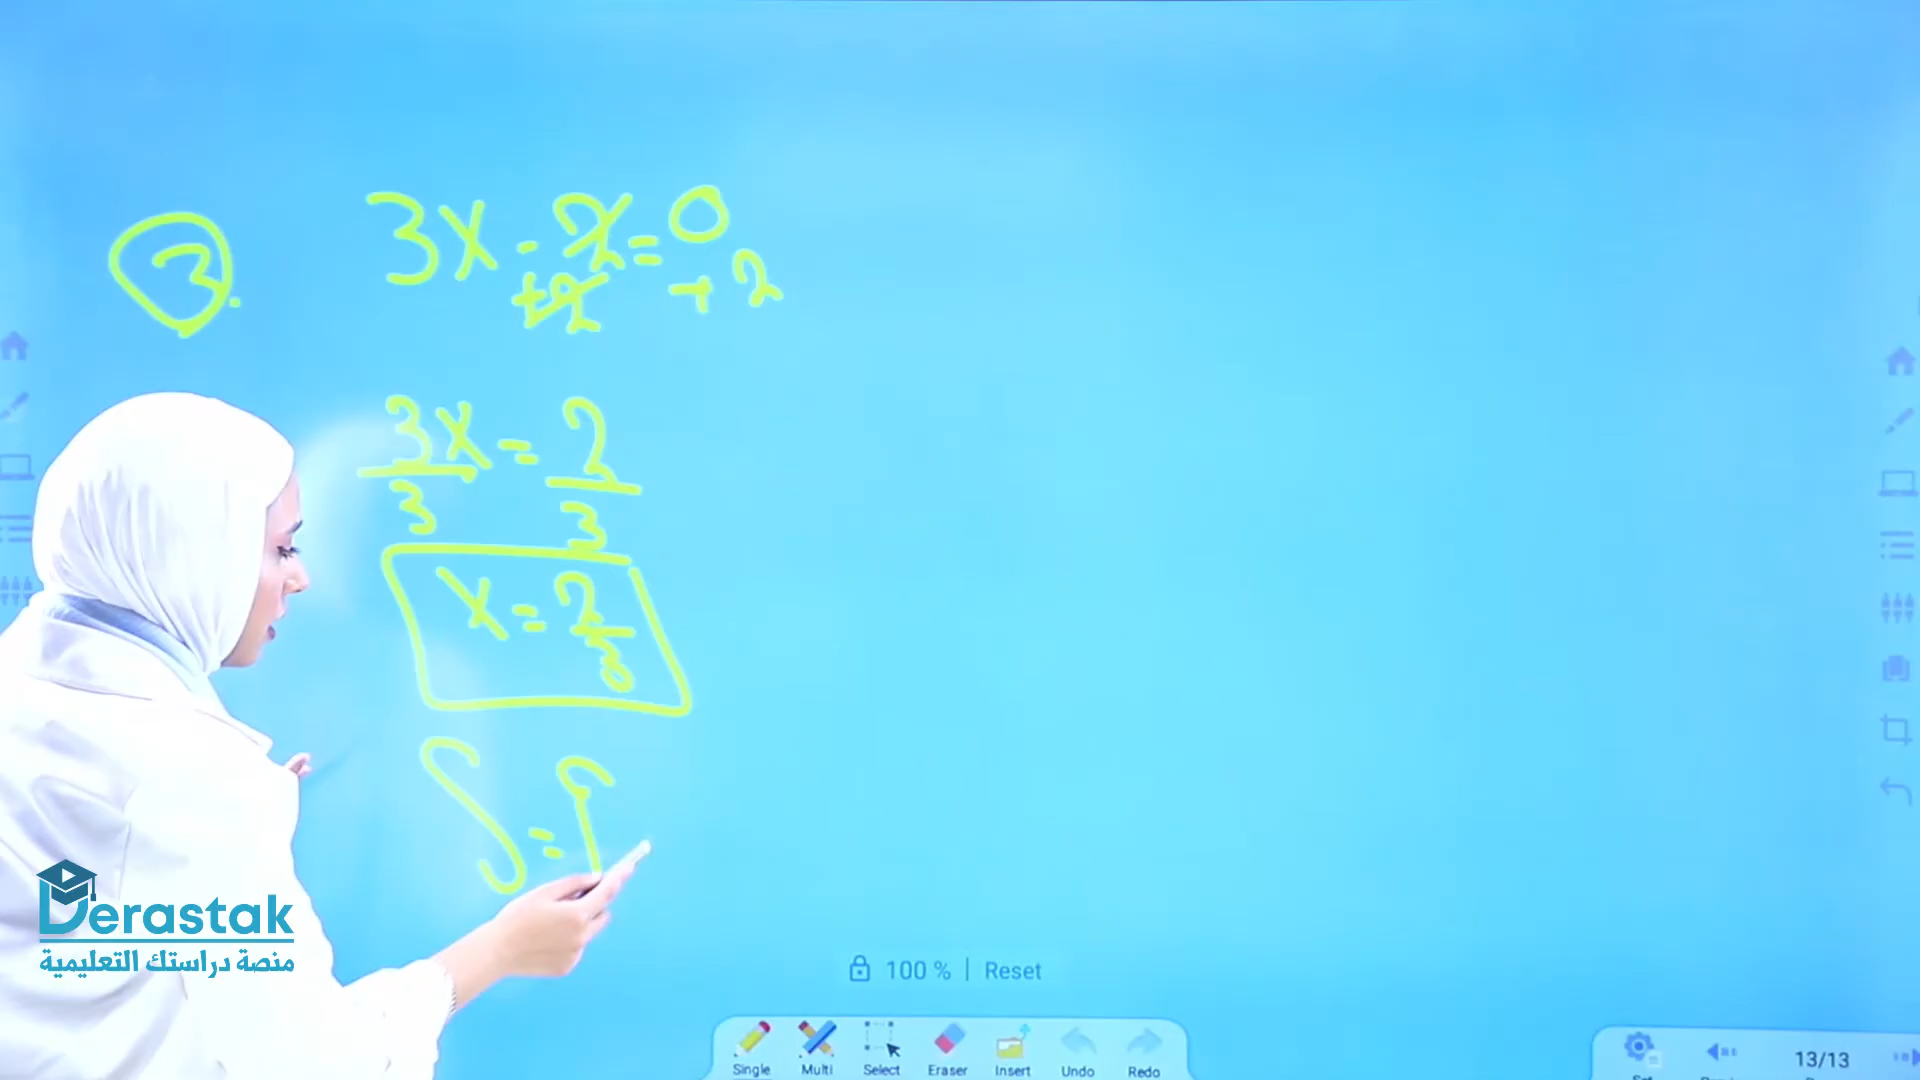 3
3x - 2 = 0
+2 +2
3x = 2
3 3
x = 2/3
S =
Derastak
منصة دراستك التعليمية
100 % | Reset
Single Multi Select Eraser Insert Undo Redo
13/13